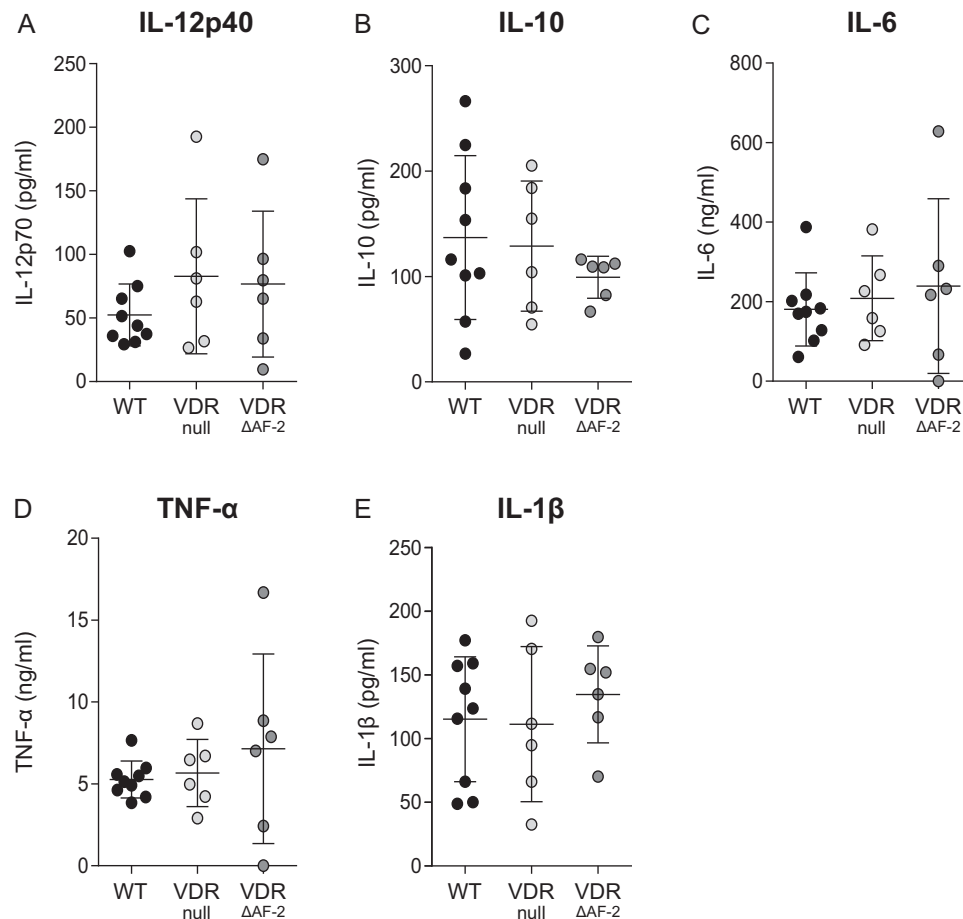 A IL-12p40
IL-12p70 (pg/ml)
250
200
150
100
50
0
WT VDR VDR
null ΔAF-2
B IL-10
IL-10 (pg/ml)
300
200
100
0
WT VDR VDR
null ΔAF-2
C IL-6
IL-6 (ng/ml)
800
600
400
200
0
WT VDR VDR
null ΔAF-2
D TNF-α
TNF-α (ng/ml)
20
15
10
5
0
WT VDR VDR
null ΔAF-2
E IL-1β
IL-1β (pg/ml)
250
200
150
100
50
0
WT VDR VDR
null ΔAF-2